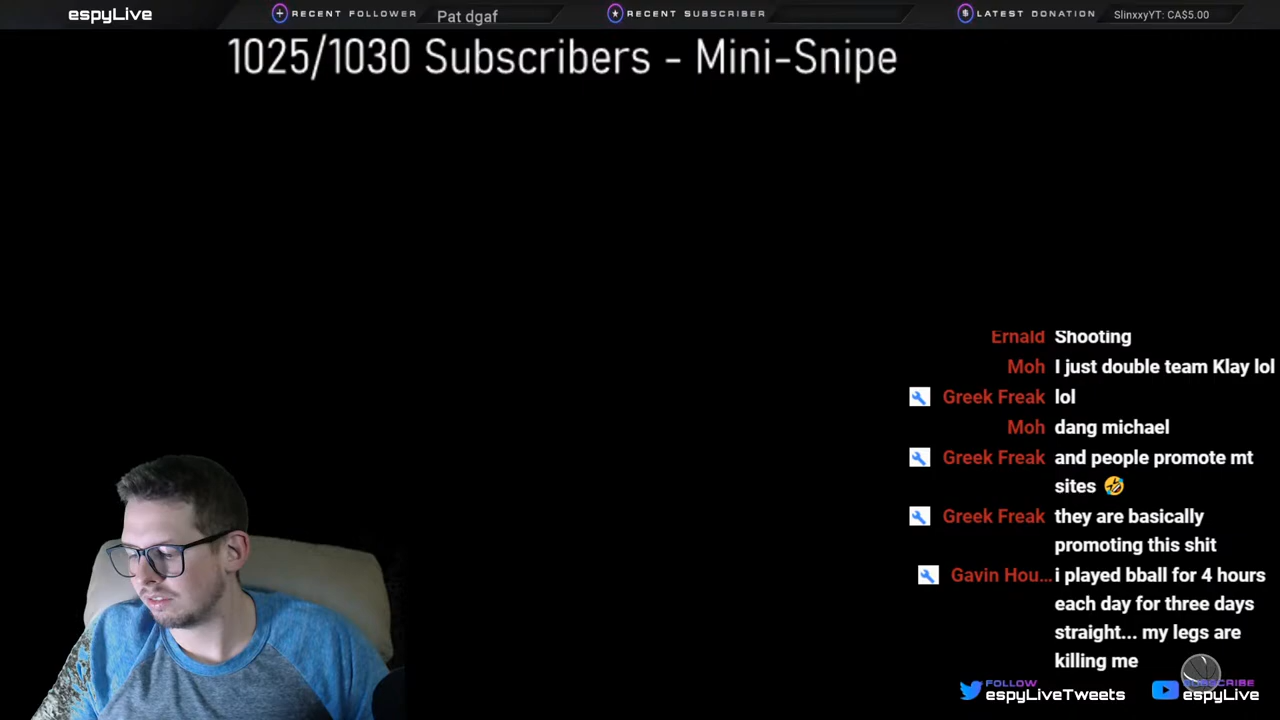 espyLive
RECENT FOLLOWER
Pat dgaf
RECENT SUBSCRIBER
LATEST DONATION
SlinxxyYT: CA$5.00
1025/1030 Subscribers - Mini-Snipe
Ernald Shooting
Moh I just double team Klay lol
Greek Freak lol
Moh dang michael
Greek Freak and people promote mt
sites 🤣
Greek Freak they are basically
promoting this shit
Gavin Hou... i played bball for 4 hours
each day for three days
straight... my legs are
killing me
FOLLOW
espyLiveTweets
SUBSCRIBE
espyLive